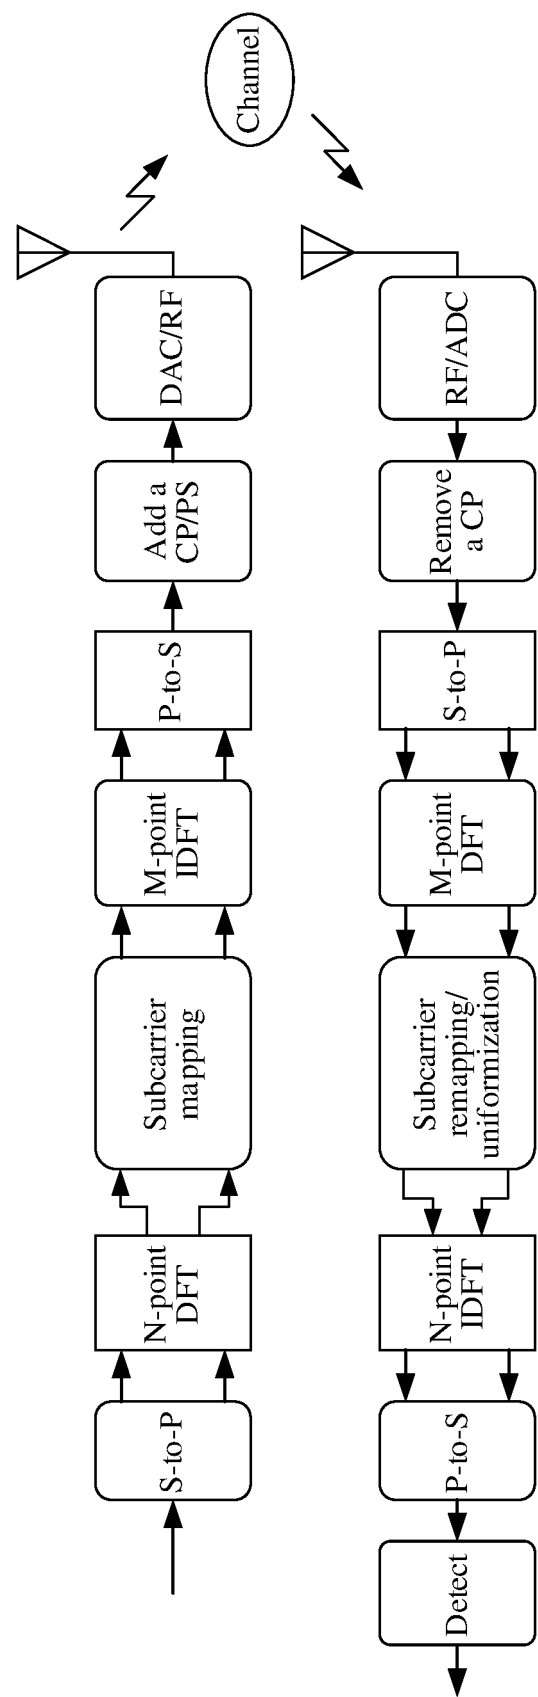 S-to-P
N-point
DFT
Subcarrier
mapping
M-point
IDFT
P-to-S
Add a
CP/PS
DAC/RF
Channel
RF/ADC
Remove
a CP
S-to-P
M-point
DFT
Subcarrier
remapping/
uniformization
N-point
IDFT
P-to-S
Detect